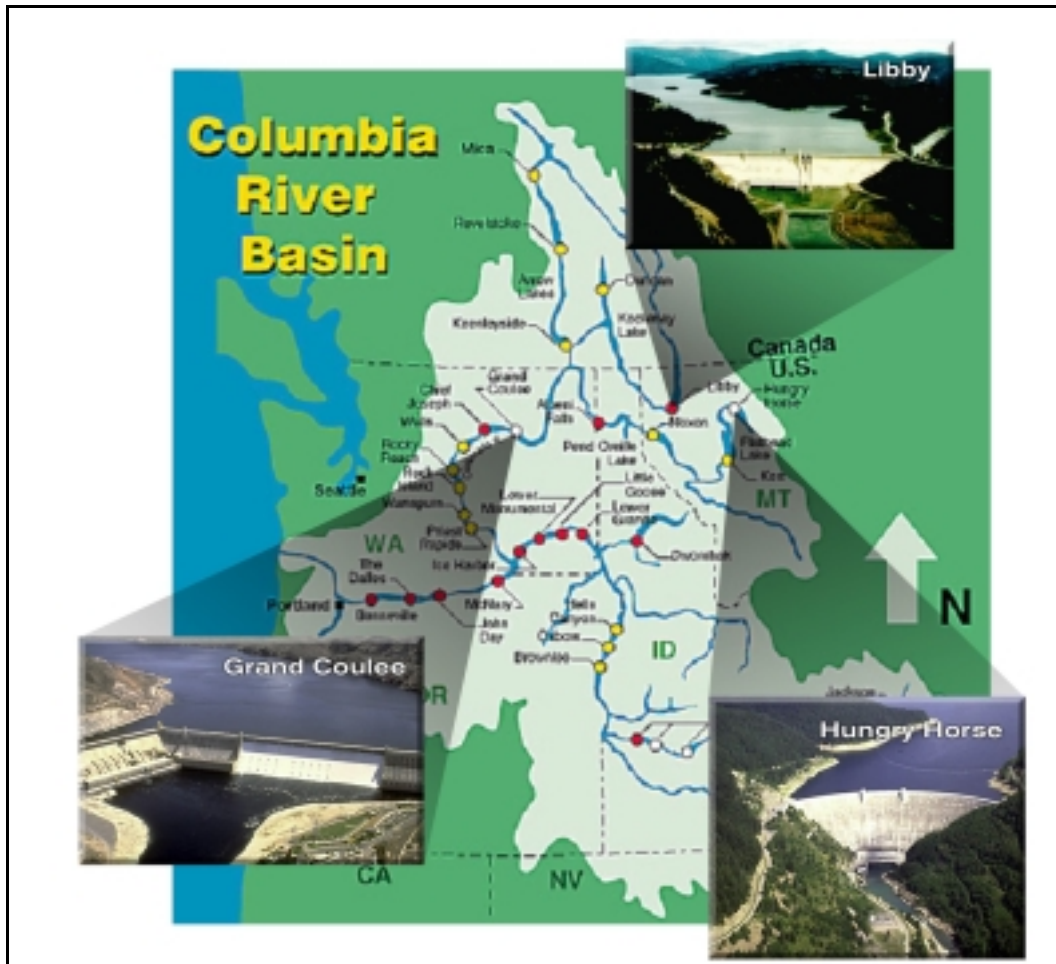 Columbia
River
Basin
Libby
Mica
Revelstoke
Arrow
Lakes
Duncan
Keenleyside
Kootenay
Lake
Canada
U.S.
Grand
Coulee
Chief
Joseph
Libby
Hungry
Horse
Wells
Albeni
Falls
Noxon
Rocky
Reach
Pend Oreille
Lake
Flathead
Lake
Kerr
Rock
Island
Seattle
Little
Goose
Wanapum
Lower
Monumental
Lower
Granite
MT
Priest
Rapids
WA
Ice Harbor
Dworshak
The
Dalles
Portland
Bonneville
McNary
John
Day
Hells
Canyon
Oxbow
Brownlee
ID
N
Grand Coulee
OR
Jackson
Hungry Horse
CA
NV